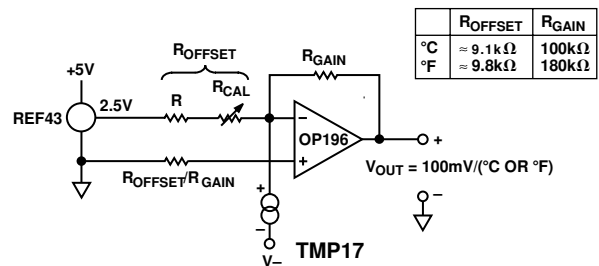 R_OFFSET R_GAIN
°C ≈ 9.1kΩ 100kΩ
°F ≈ 9.8kΩ 180kΩ
R_OFFSET
R_GAIN
+5V
R_CAL
2.5V
R
REF43
–
OP196
+
+
V_OUT = 100mV/(°C OR °F)
R_OFFSET/R_GAIN
+
–
–
V–
TMP17